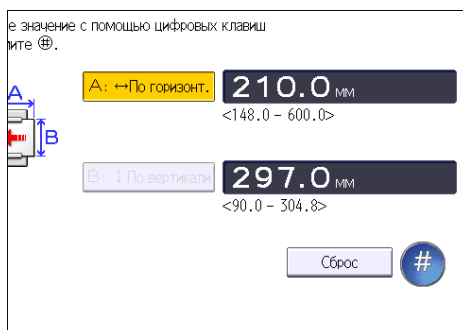 е значение с помощью цифровых клавиш
ите ⊕.
A: ↔По горизонт.
210.0 мм
<148.0 - 600.0>
A
B
B: ↕По вертикали
297.0 мм
<90.0 - 304.8>
Сброс
#